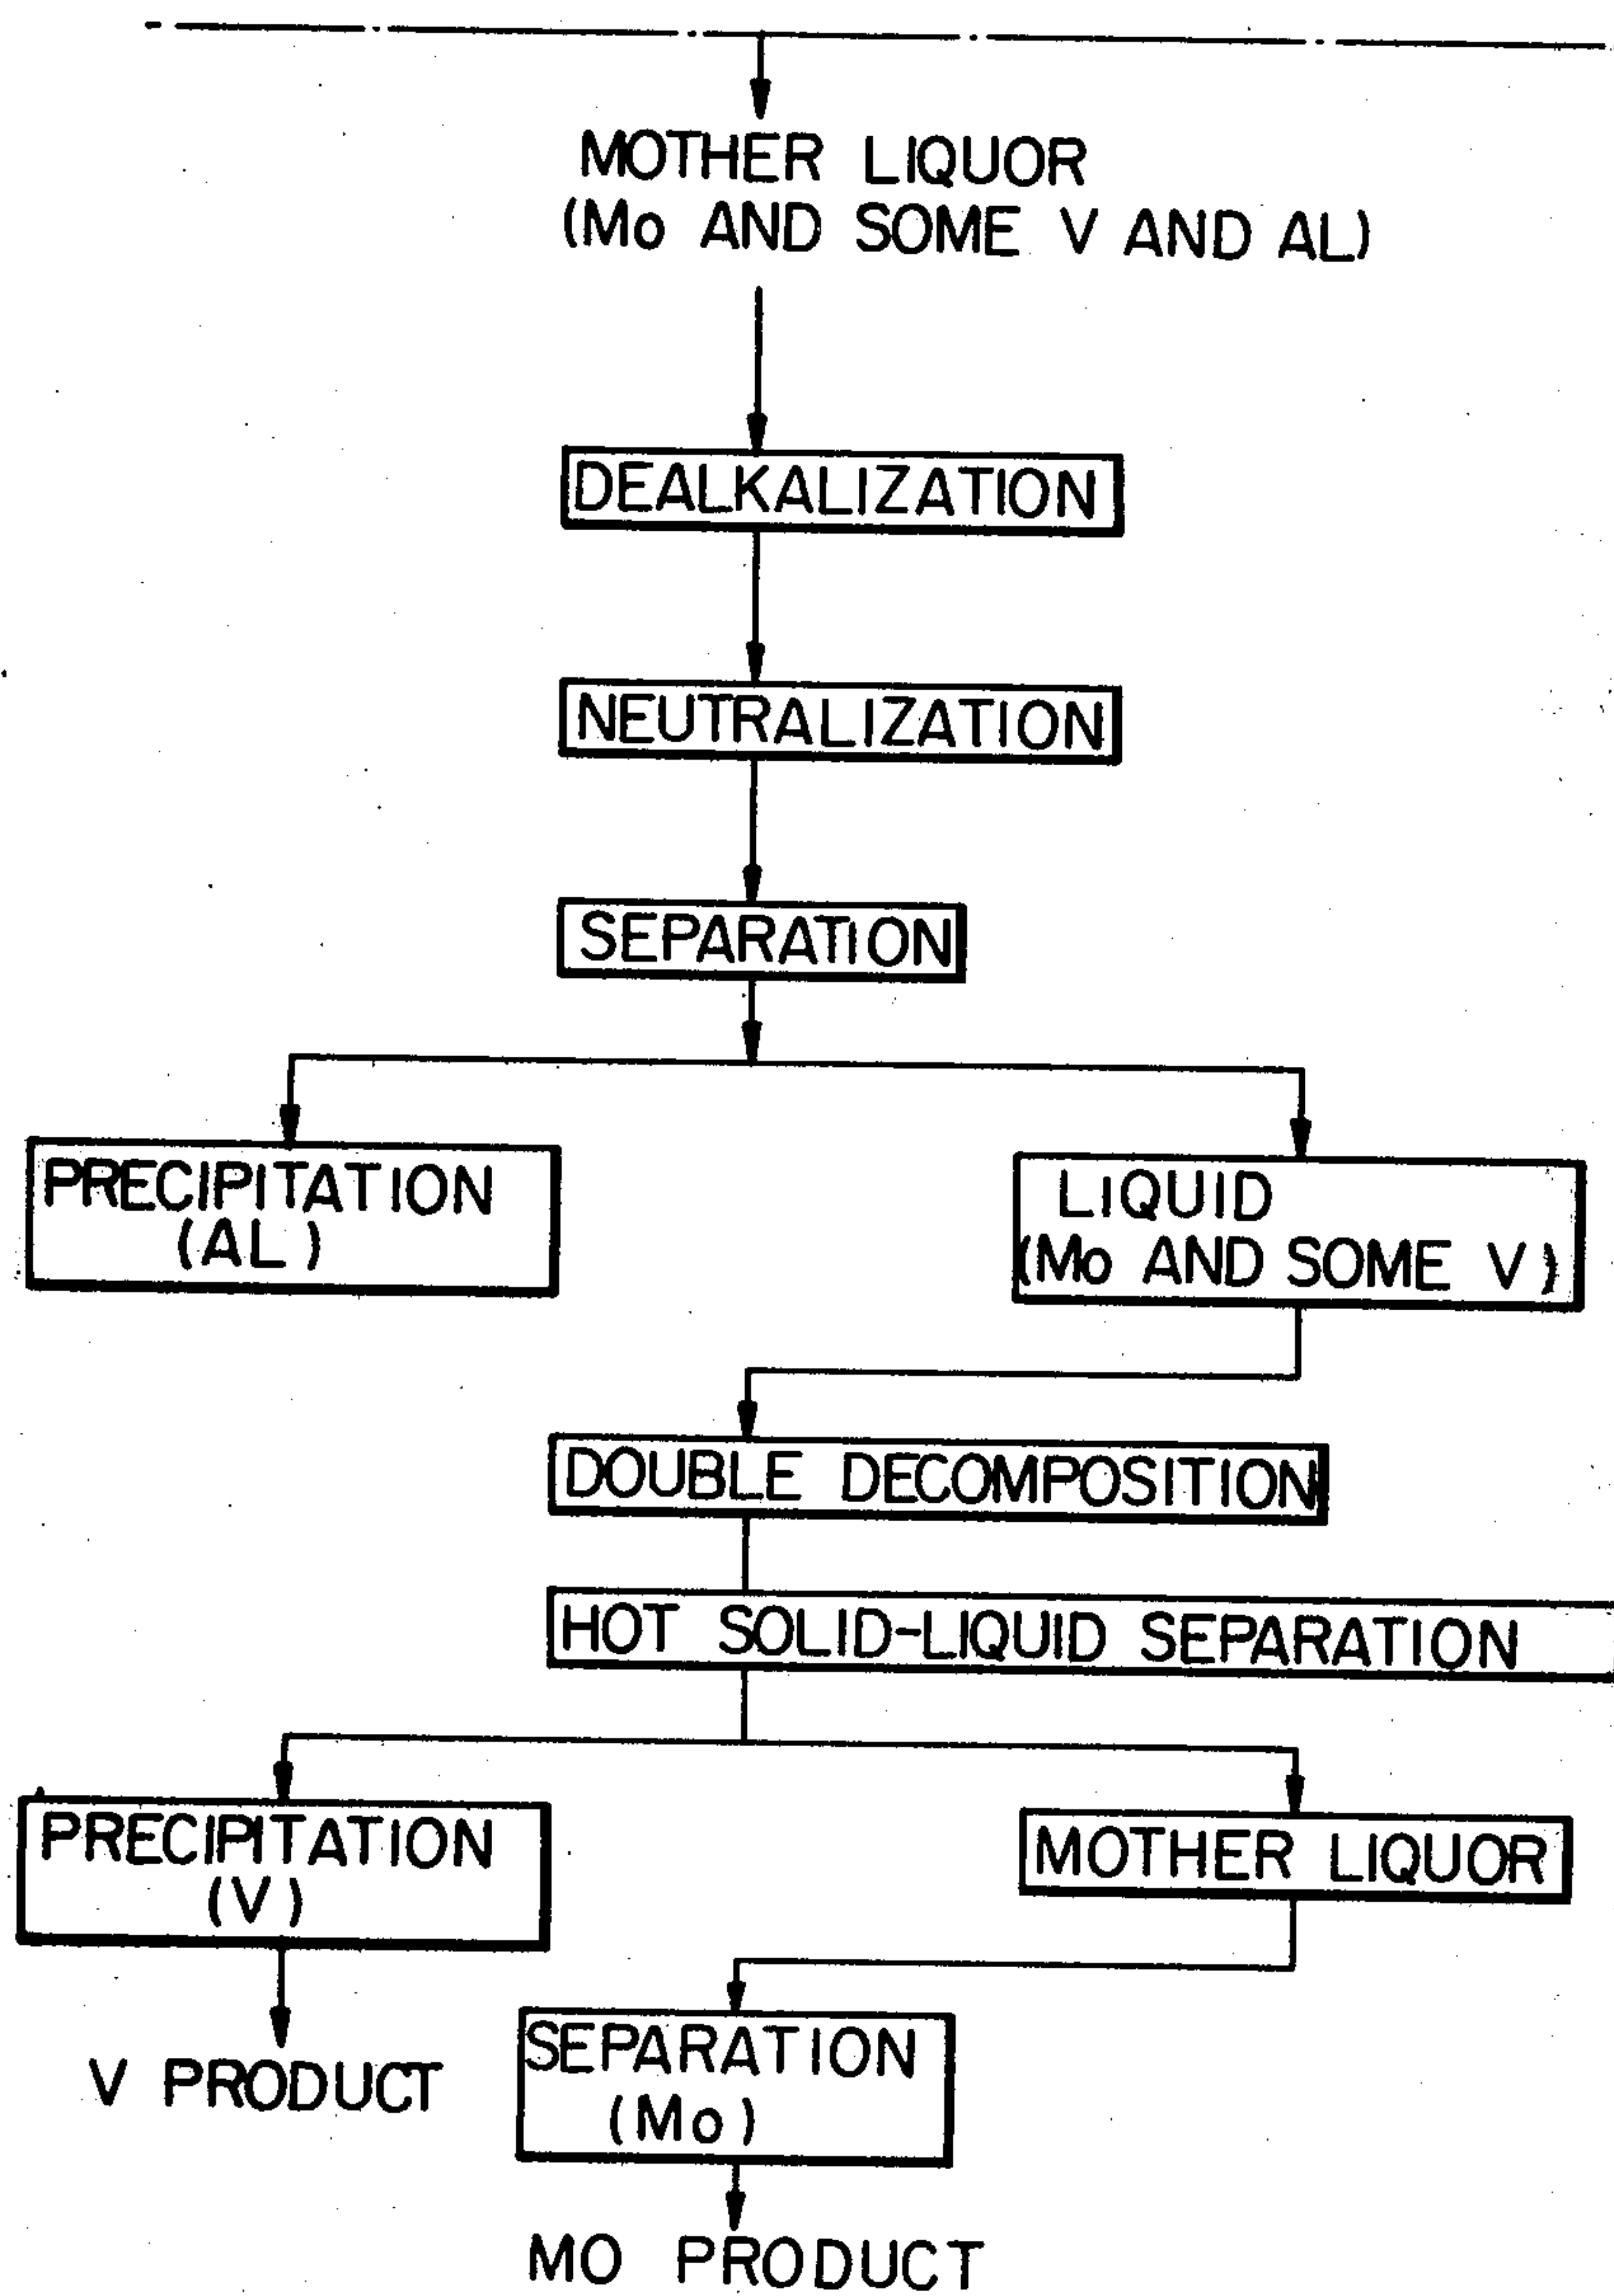 MOTHER LIQUOR
(Mo AND SOME V AND AL)
DEALKALIZATION
NEUTRALIZATION
SEPARATION
PRECIPITATION
(AL)
LIQUID
(Mo AND SOME V)
DOUBLE DECOMPOSITION
HOT SOLID-LIQUID SEPARATION
PRECIPITATION
(V)
MOTHER LIQUOR
V PRODUCT
SEPARATION
(Mo)
MO PRODUCT